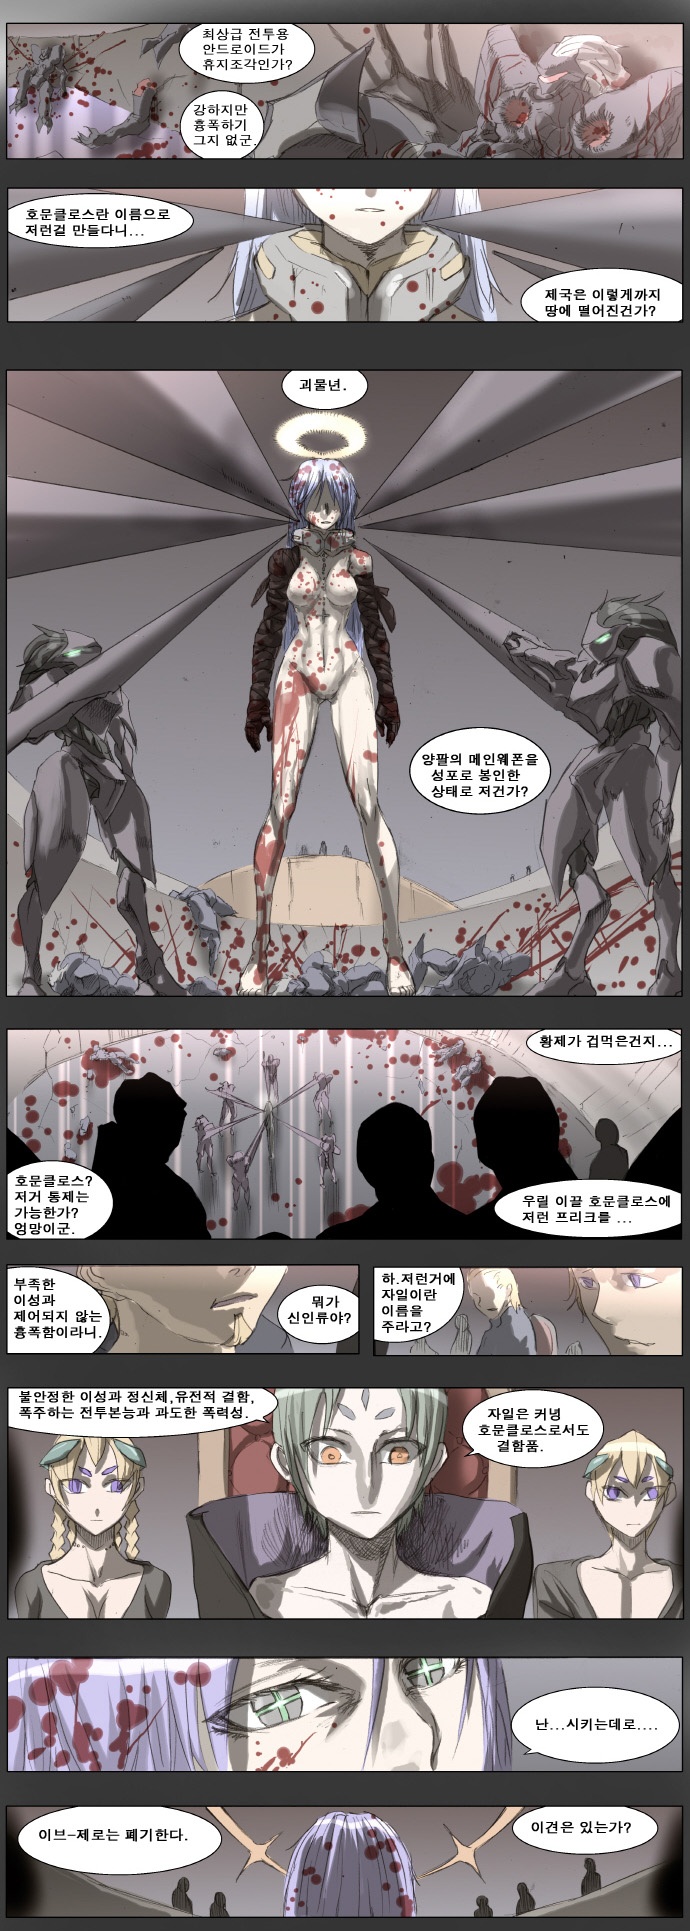 최상급 전투용
안드로이드가
휴지조각인가?
강하지만
흉폭하기
그지 없군.
호문클로스란 이름으로
저런걸 만들다니...
제국은 이렇게까지
땅에 떨어진건가?
괴물년.
양팔의 메인웨폰을
성포로 봉인한
상태로 저건가?
황제가 겁먹은건지...
호문클로스?
저거 통제는
가능한가?
엉망이군.
우릴 이끌 호문클로스에
저런 프리크를 ...
부족한
이성과
제어되지 않는
흉폭함이라니.
뭐가
신인류야?
하.저런거에
자일이란
이름을
주라고?
불안정한 이성과 정신체,유전적 결함,
폭주하는 전투본능과 과도한 폭력성.
자일은 커녕
호문클로스로서도
결함품.
난...시키는데로....
이브-제로는 폐기한다.
이견은 있는가?